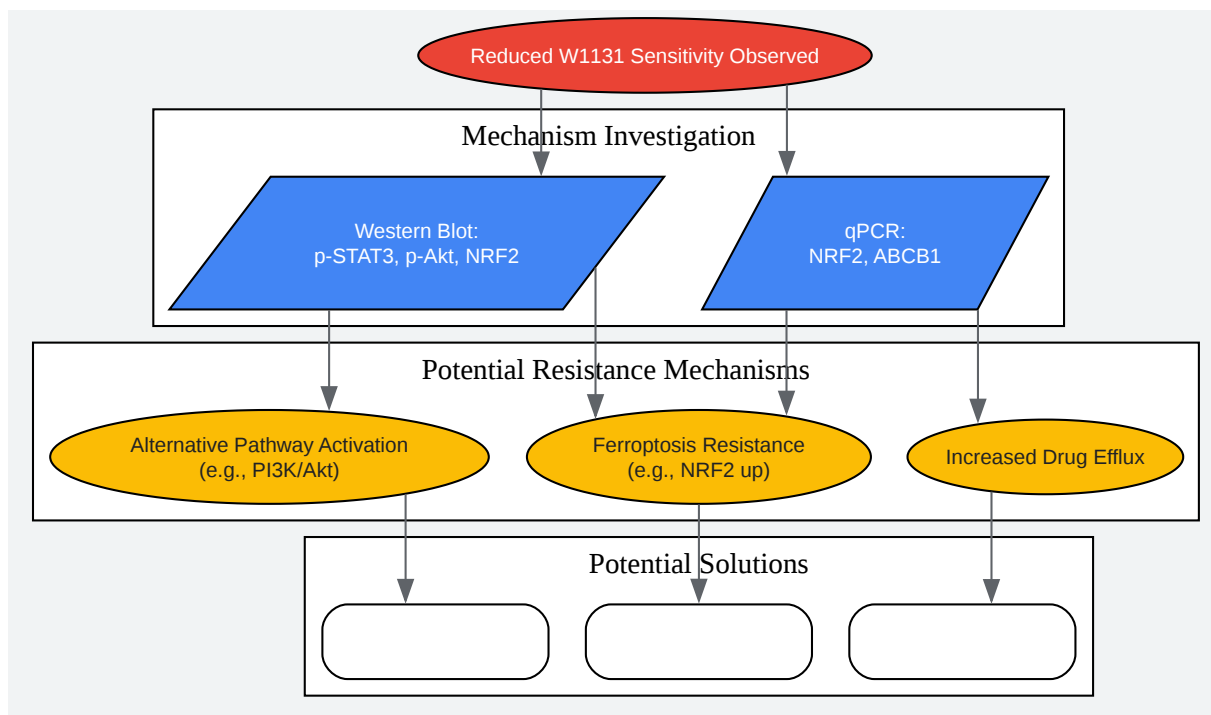 Reduced W1131 Sensitivity Observed
Mechanism Investigation
Western Blot:
p-STAT3, p-Akt, NRF2
qPCR:
NRF2, ABCB1
Potential Resistance Mechanisms
Alternative Pathway Activation
(e.g., PI3K/Akt)
Ferroptosis Resistance
(e.g., NRF2 up)
Increased Drug Efflux
Potential Solutions